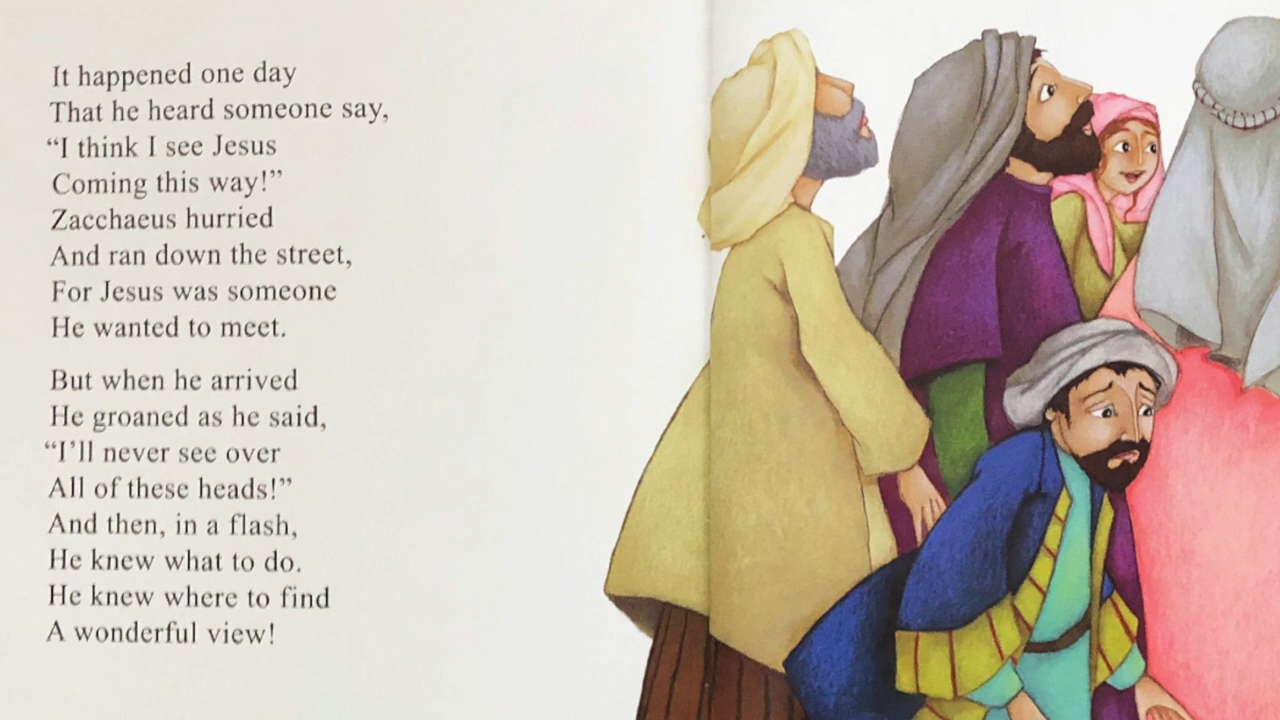 It happened one day
That he heard someone say,
“I think I see Jesus
Coming this way!”
Zacchaeus hurried
And ran down the street,
For Jesus was someone
He wanted to meet.
But when he arrived
He groaned as he said,
“I’ll never see over
All of these heads!”
And then, in a flash,
He knew what to do.
He knew where to find
A wonderful view!